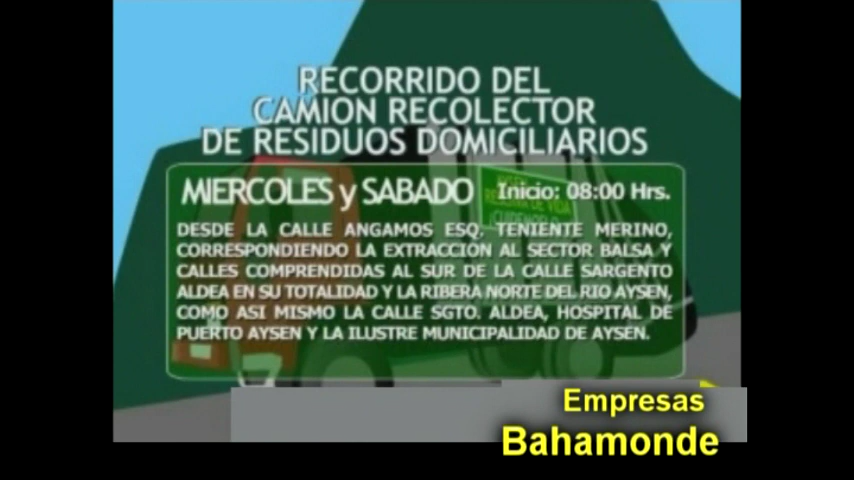 RECORRIDO DEL
CAMION RECOLECTOR
DE RESIDUOS DOMICILIARIOS
MIERCOLES y SABADO Inicio: 08:00 Hrs.
DESDE LA CALLE ANGAMOS ESQ. TENIENTE MERINO,
CORRESPONDIENDO LA EXTRACCIÓN AL SECTOR BALSA Y
CALLES COMPRENDIDAS AL SUR DE LA CALLE SARGENTO
ALDEA EN SU TOTALIDAD Y LA RIBERA NORTE DEL RIO AYSEN,
COMO ASI MISMO LA CALLE SGTO. ALDEA, HOSPITAL DE
PUERTO AYSEN Y LA ILUSTRE MUNICIPALIDAD DE AYSEN.
Empresas
Bahamonde